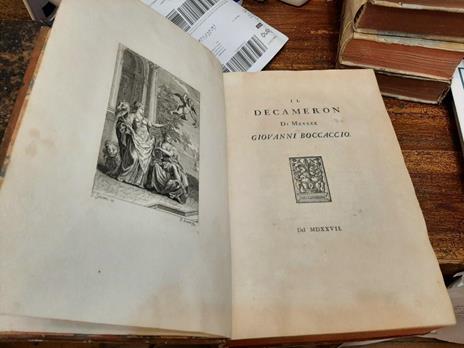 IL
DECAMERON
DI MESSER
GIOVANNI BOCCACCIO.
Del MDXXVII.